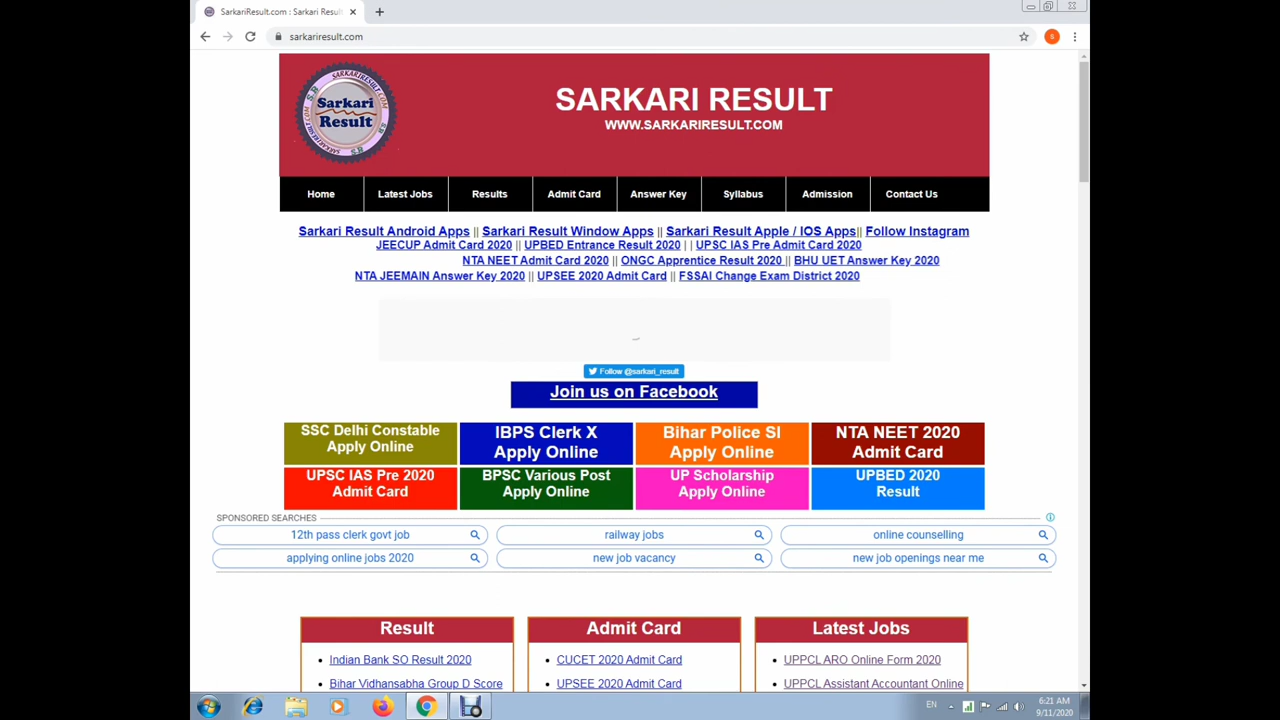 SarkariResult.com : Sarkari Result
sarkariresult.com
S
Sarkari
Result
SARKARI RESULT
WWW.SARKARIRESULT.COM
Home Latest Jobs Results Admit Card Answer Key Syllabus Admission Contact Us
Sarkari Result Android Apps || Sarkari Result Window Apps || Sarkari Result Apple / IOS Apps|| Follow Instagram
JEECUP Admit Card 2020 || UPBED Entrance Result 2020 | | UPSC IAS Pre Admit Card 2020
NTA NEET Admit Card 2020 || ONGC Apprentice Result 2020 || BHU UET Answer Key 2020
NTA JEEMAIN Answer Key 2020 || UPSEE 2020 Admit Card || FSSAI Change Exam District 2020
Follow @sarkari_result
Join us on Facebook
SSC Delhi Constable
Apply Online
IBPS Clerk X
Apply Online
Bihar Police SI
Apply Online
NTA NEET 2020
Admit Card
UPSC IAS Pre 2020
Admit Card
BPSC Various Post
Apply Online
UP Scholarship
Apply Online
UPBED 2020
Result
SPONSORED SEARCHES
12th pass clerk govt job railway jobs online counselling
applying online jobs 2020 new job vacancy new job openings near me
Result Admit Card Latest Jobs
Indian Bank SO Result 2020 CUCET 2020 Admit Card UPPCL ARO Online Form 2020
Bihar Vidhansabha Group D Score UPSEE 2020 Admit Card UPPCL Assistant Accountant Online
EN 6:21 AM
9/11/2020